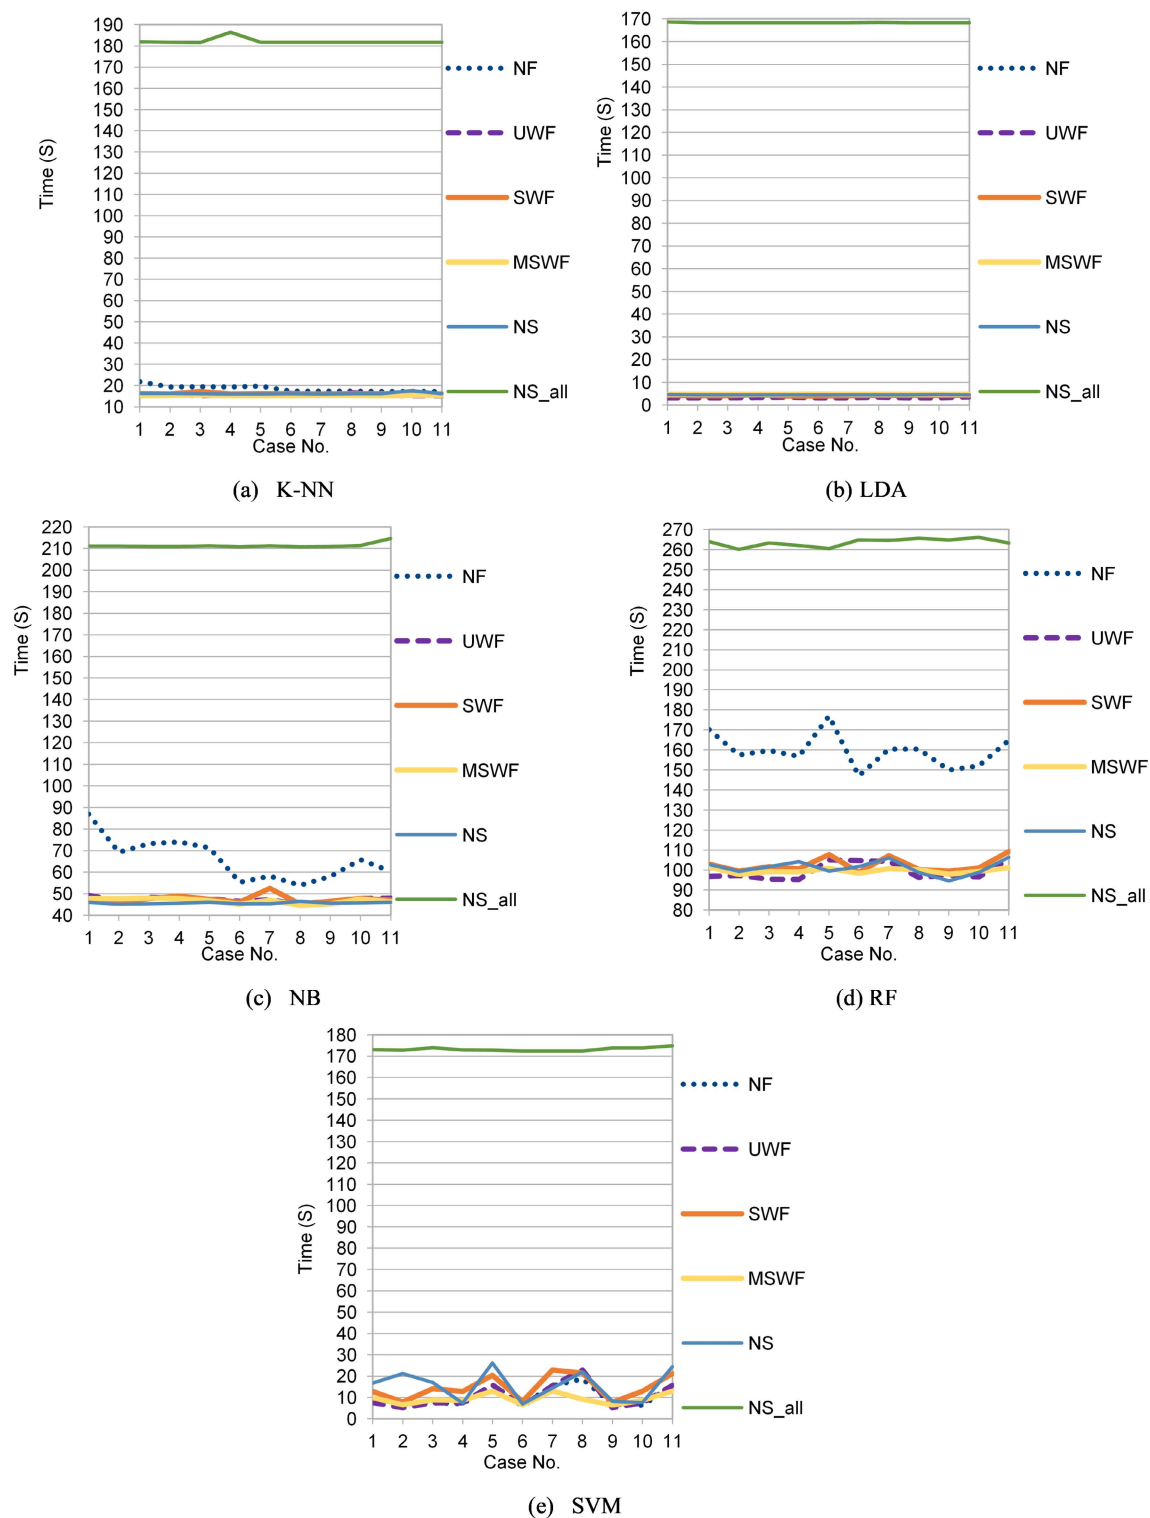 190
180
170
160
150
140
130
120
110
100
90
80
70
60
50
40
30
20
10
Time (S)
1 2 3 4 5 6 7 8 9 10 11
Case No.
NF
UWF
SWF
MSWF
NS
NS_all
(a) K-NN
170
160
150
140
130
120
110
100
90
80
70
60
50
40
30
20
10
0
Time (S)
1 2 3 4 5 6 7 8 9 10 11
Case No.
NF
UWF
SWF
MSWF
NS
NS_all
(b) LDA
220
210
200
190
180
170
160
150
140
130
120
110
100
90
80
70
60
50
40
Time (S)
1 2 3 4 5 6 7 8 9 10 11
Case No.
NF
UWF
SWF
MSWF
NS
NS_all
(c) NB
270
260
250
240
230
220
210
200
190
180
170
160
150
140
130
120
110
100
90
80
Time (S)
1 2 3 4 5 6 7 8 9 10 11
Case No.
NF
UWF
SWF
MSWF
NS
NS_all
(d) RF
180
170
160
150
140
130
120
110
100
90
80
70
60
50
40
30
20
10
0
Time (S)
1 2 3 4 5 6 7 8 9 10 11
Case No.
NF
UWF
SWF
MSWF
NS
NS_all
(e) SVM